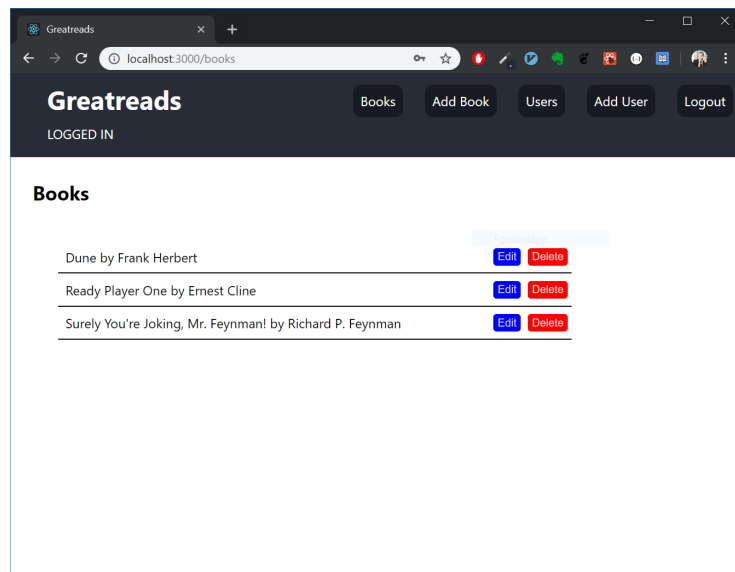 Greatreads
localhost:3000/books
Greatreads
Books
Add Book
Users
Add User
Logout
LOGGED IN
Books
Dune by Frank Herbert
Edit Delete
Ready Player One by Ernest Cline
Edit Delete
Surely You're Joking, Mr. Feynman! by Richard P. Feynman
Edit Delete